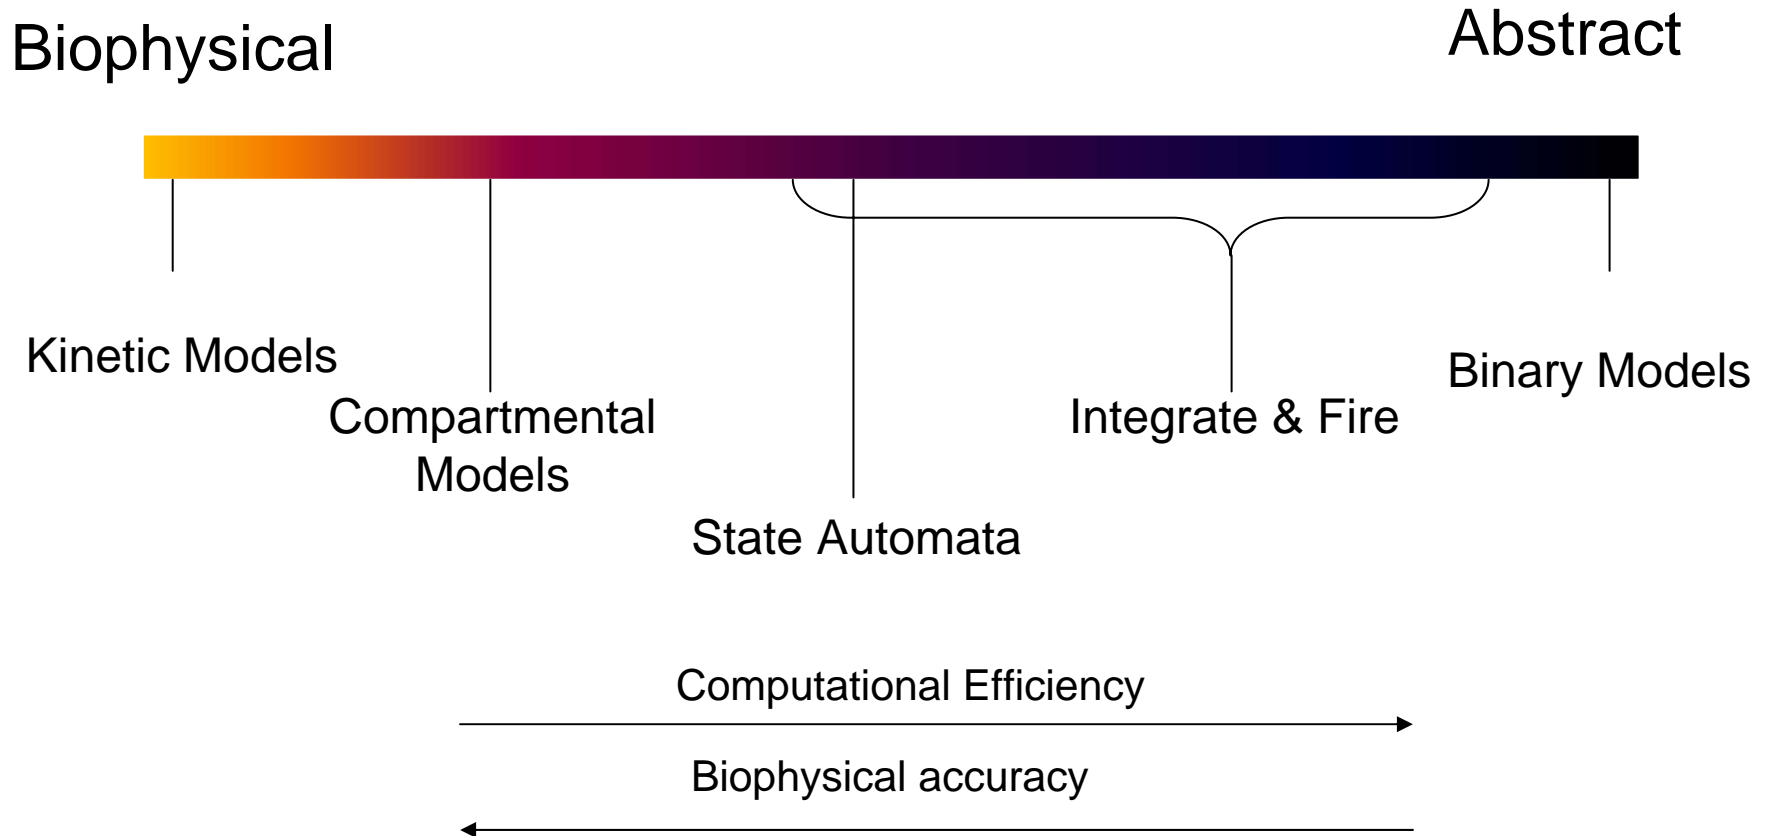 Biophysical
Abstract
Kinetic Models
Binary Models
Compartmental
Models
Integrate & Fire
State Automata
Computational Efficiency
Biophysical accuracy